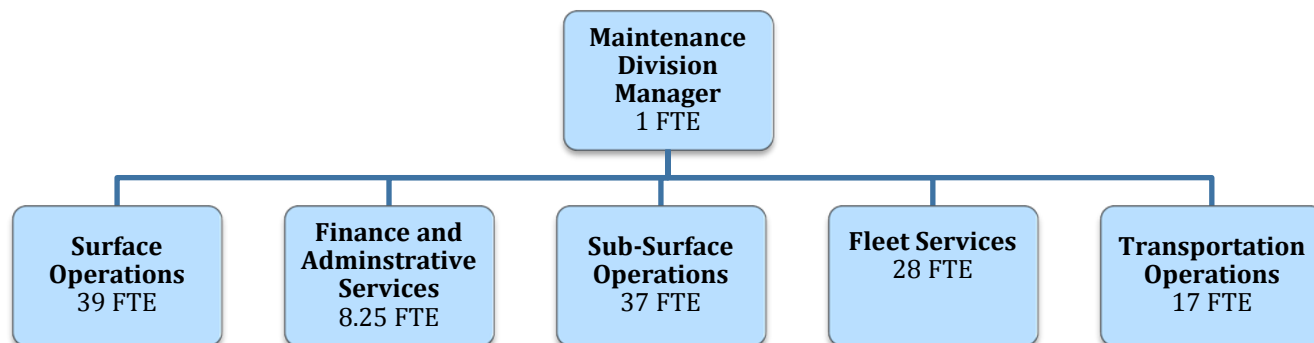 Maintenance
Division
Manager
1 FTE
Surface
Operations
39 FTE
Finance and
Adminstrative
Services
8.25 FTE
Sub-Surface
Operations
37 FTE
Fleet Services
28 FTE
Transportation
Operations
17 FTE